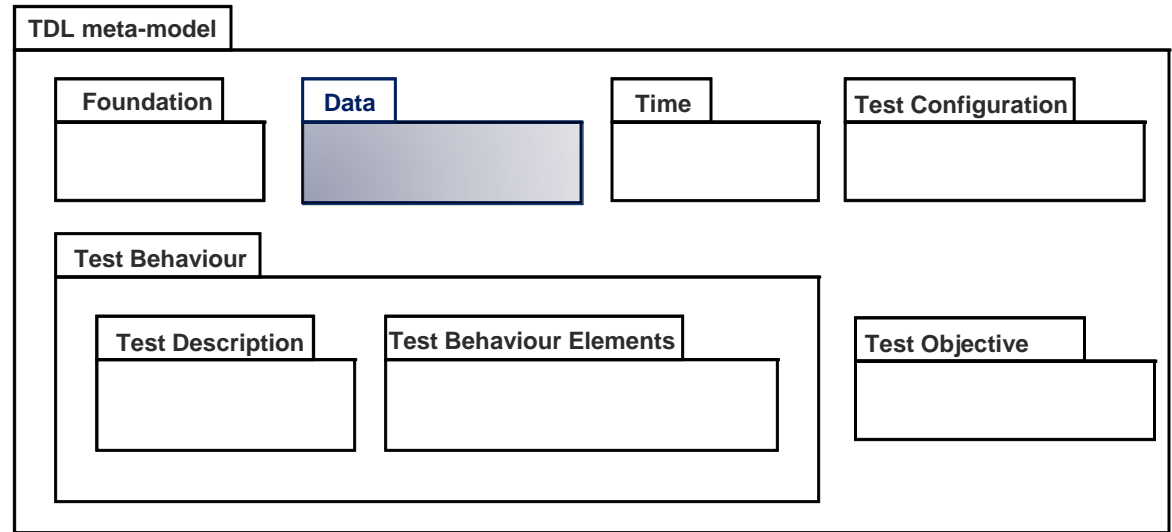 TDL meta-model
Foundation
Data
Time
Test Configuration
Test Behaviour
Test Description
Test Behaviour Elements
Test Objective